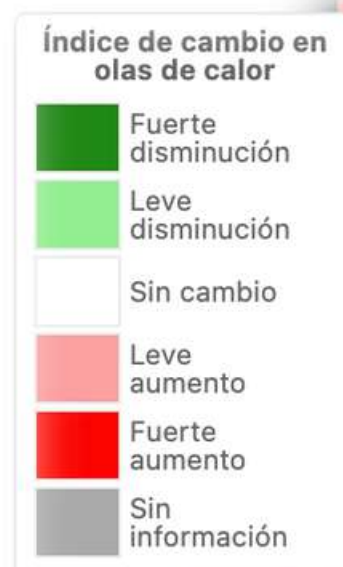 Índice de cambio en
olas de calor
Fuerte
disminución
Leve
disminución
Sin cambio
Leve
aumento
Fuerte
aumento
Sin
información